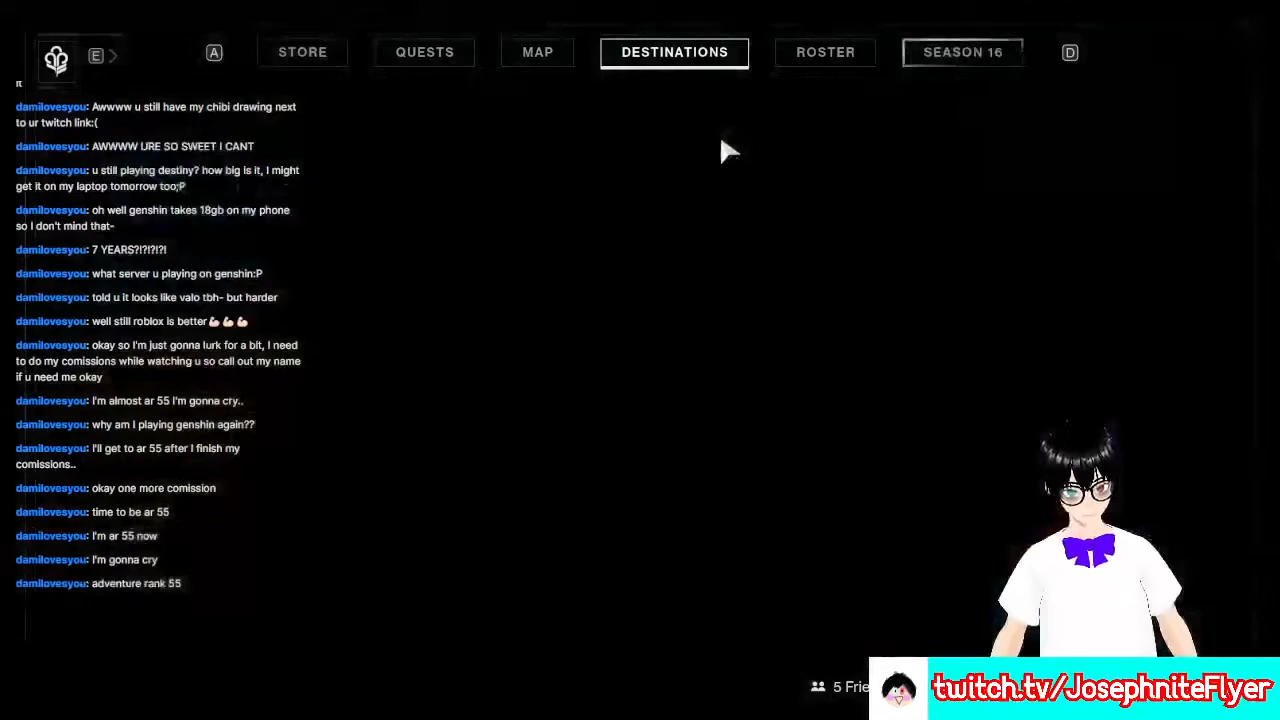 E
A
STORE
QUESTS
MAP
DESTINATIONS
ROSTER
SEASON 16
D
damilovesyou: Awwww u still have my chibi drawing next
to ur twitch link:(
damilovesyou: AWWWW URE SO SWEET I CANT
damilovesyou: u still playing destiny? how big is it, I might
get it on my laptop tomorrow too;P
damilovesyou: oh well genshin takes 18gb on my phone
so I don't mind that-
damilovesyou: 7 YEARS?!?!?!?!
damilovesyou: what server u playing on genshin:P
damilovesyou: told u it looks like valo tbh- but harder
damilovesyou: well still roblox is better💪🏻💪🏻💪🏻
damilovesyou: okay so I'm just gonna lurk for a bit, I need
to do my comissions while watching u so call out my name
if u need me okay
damilovesyou: I'm almost ar 55 I'm gonna cry..
damilovesyou: why am I playing genshin again??
damilovesyou: I'll get to ar 55 after I finish my
comissions..
damilovesyou: okay one more comission
damilovesyou: time to be ar 55
damilovesyou: I'm ar 55 now
damilovesyou: I'm gonna cry
damilovesyou: adventure rank 55
5 Frie
twitch.tv/JosephniteFlyer